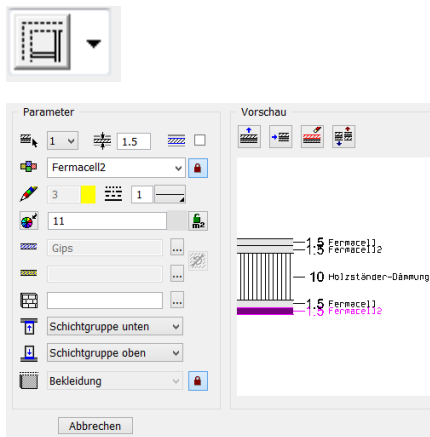 Parameter
Vorschau
1
1.5
Fermacell2
3
1
11
m2
Gips
...
...
...
Schichtgruppe unten
Schichtgruppe oben
Bekleidung
1.5 Fermacell
1.5 Fermacell2
10 Holzständer-Dämmung
1.5 Fermacell
1.5 Fermacell2
Abbrechen